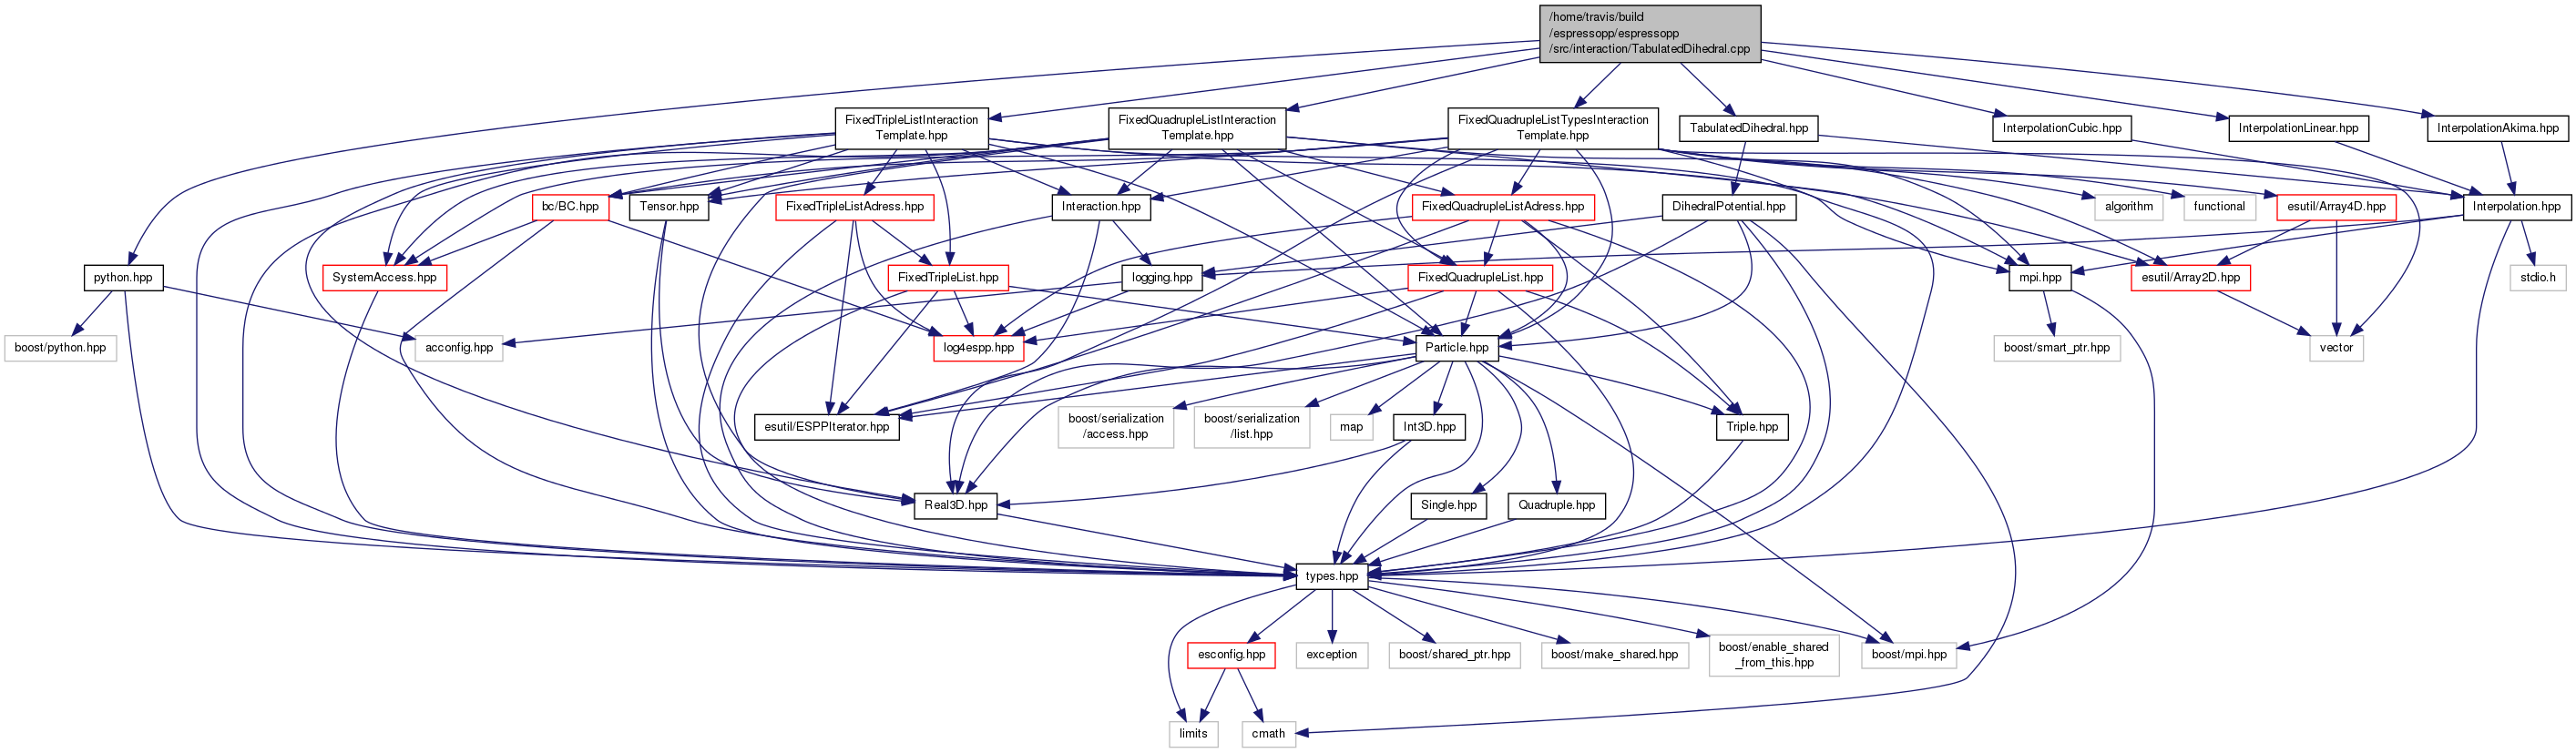 /home/travis/build
/espressopp/espressopp
/src/interaction/TabulatedDihedral.cpp
FixedTripleListInteraction
Template.hpp
FixedQuadrupleListInteraction
Template.hpp
FixedQuadrupleListTypesInteraction
Template.hpp
TabulatedDihedral.hpp
InterpolationCubic.hpp
InterpolationLinear.hpp
InterpolationAkima.hpp
bc/BC.hpp
Tensor.hpp
FixedTripleListAdress.hpp
Interaction.hpp
FixedQuadrupleListAdress.hpp
DihedralPotential.hpp
algorithm
functional
esutil/Array4D.hpp
Interpolation.hpp
python.hpp
SystemAccess.hpp
FixedTripleList.hpp
logging.hpp
FixedQuadrupleList.hpp
mpi.hpp
esutil/Array2D.hpp
stdio.h
boost/python.hpp
acconfig.hpp
log4espp.hpp
Particle.hpp
boost/smart_ptr.hpp
vector
esutil/ESPPIterator.hpp
boost/serialization
/access.hpp
boost/serialization
/list.hpp
map
Int3D.hpp
Triple.hpp
Real3D.hpp
Single.hpp
Quadruple.hpp
types.hpp
esconfig.hpp
exception
boost/shared_ptr.hpp
boost/make_shared.hpp
boost/enable_shared
_from_this.hpp
boost/mpi.hpp
limits
cmath